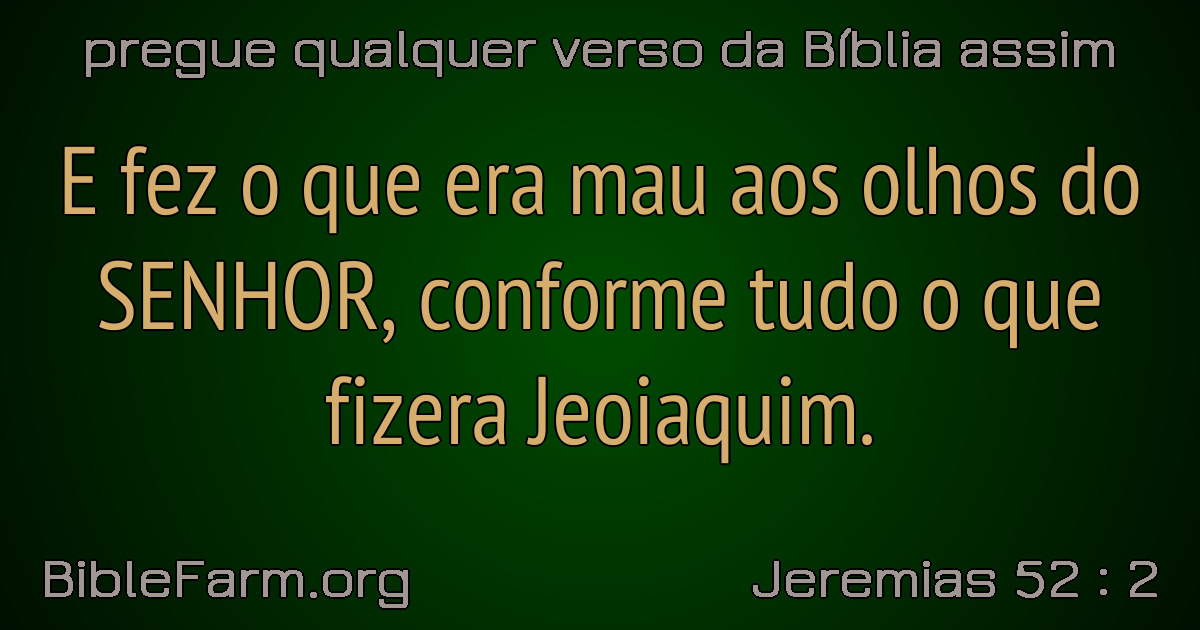 pregue qualquer verso da Bíblia assim
E fez o que era mau aos olhos do
SENHOR, conforme tudo o que
fizera Jeoiaquim.
BibleFarm.org
Jeremias 52 : 2